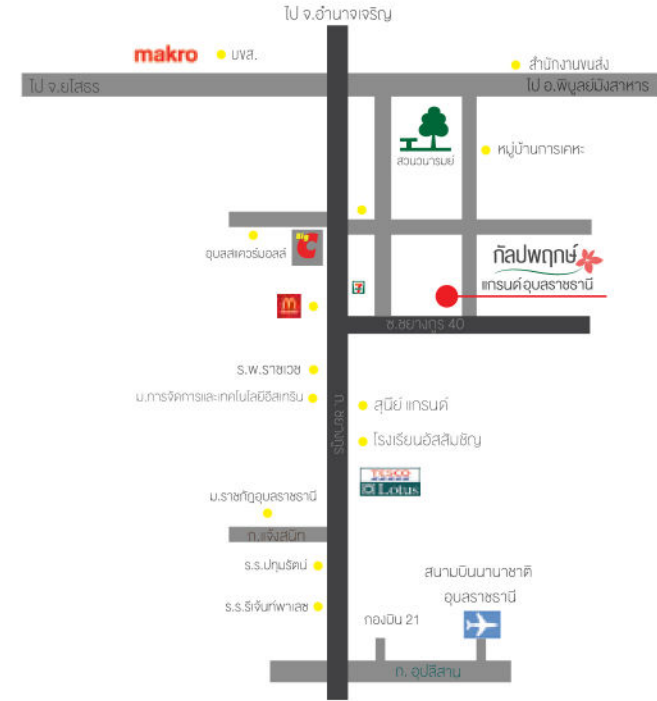 ไป จ.อำนาจเจริญ
makro
บขส.
สำนักงานขนส่ง
ไป จ.ยโสธร
ไป อ.พิบูลย์มังสาหาร
สวนวนารมย์
หมู่บ้านการเคหะ
Big C
อุบลสแควร์มอลล์
กัลปพฤกษ์
แกรนด์อุบลราชธานี
7
ซ.ชยางกูร 40
ร.พ.ราชเวช
ม.การจัดการและเทคโนโลยีอีสเทริน
ถ. ชยางกูร
สุนีย์ แกรนด์
โรงเรียนอัสสัมชัญ
TESCO
Lotus
ม.ราชภัฏอุบลราชธานี
ถ.แจ้งสนิท
ร.ร.ปทุมรัตน์
ร.ร.รีเจ้นท์พาเลซ
สนามบินนานาชาติ
อุบลราชธานี
กองบิน 21
ถ. อุปลีสาน